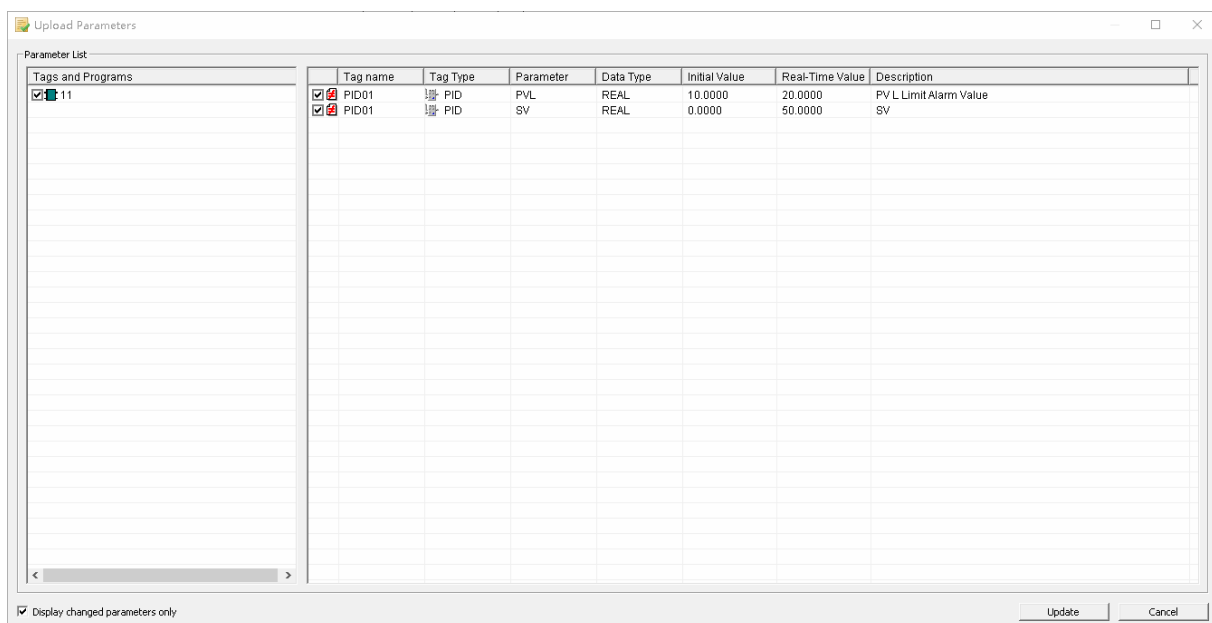 Upload Parameters
Parameter List
Tags and Programs
11
Tag name Tag Type Parameter Data Type Initial Value Real-Time Value Description
PID01 PID PVL REAL 10.0000 20.0000 PV L Limit Alarm Value
PID01 PID SV REAL 0.0000 50.0000 SV
Display changed parameters only
Update Cancel